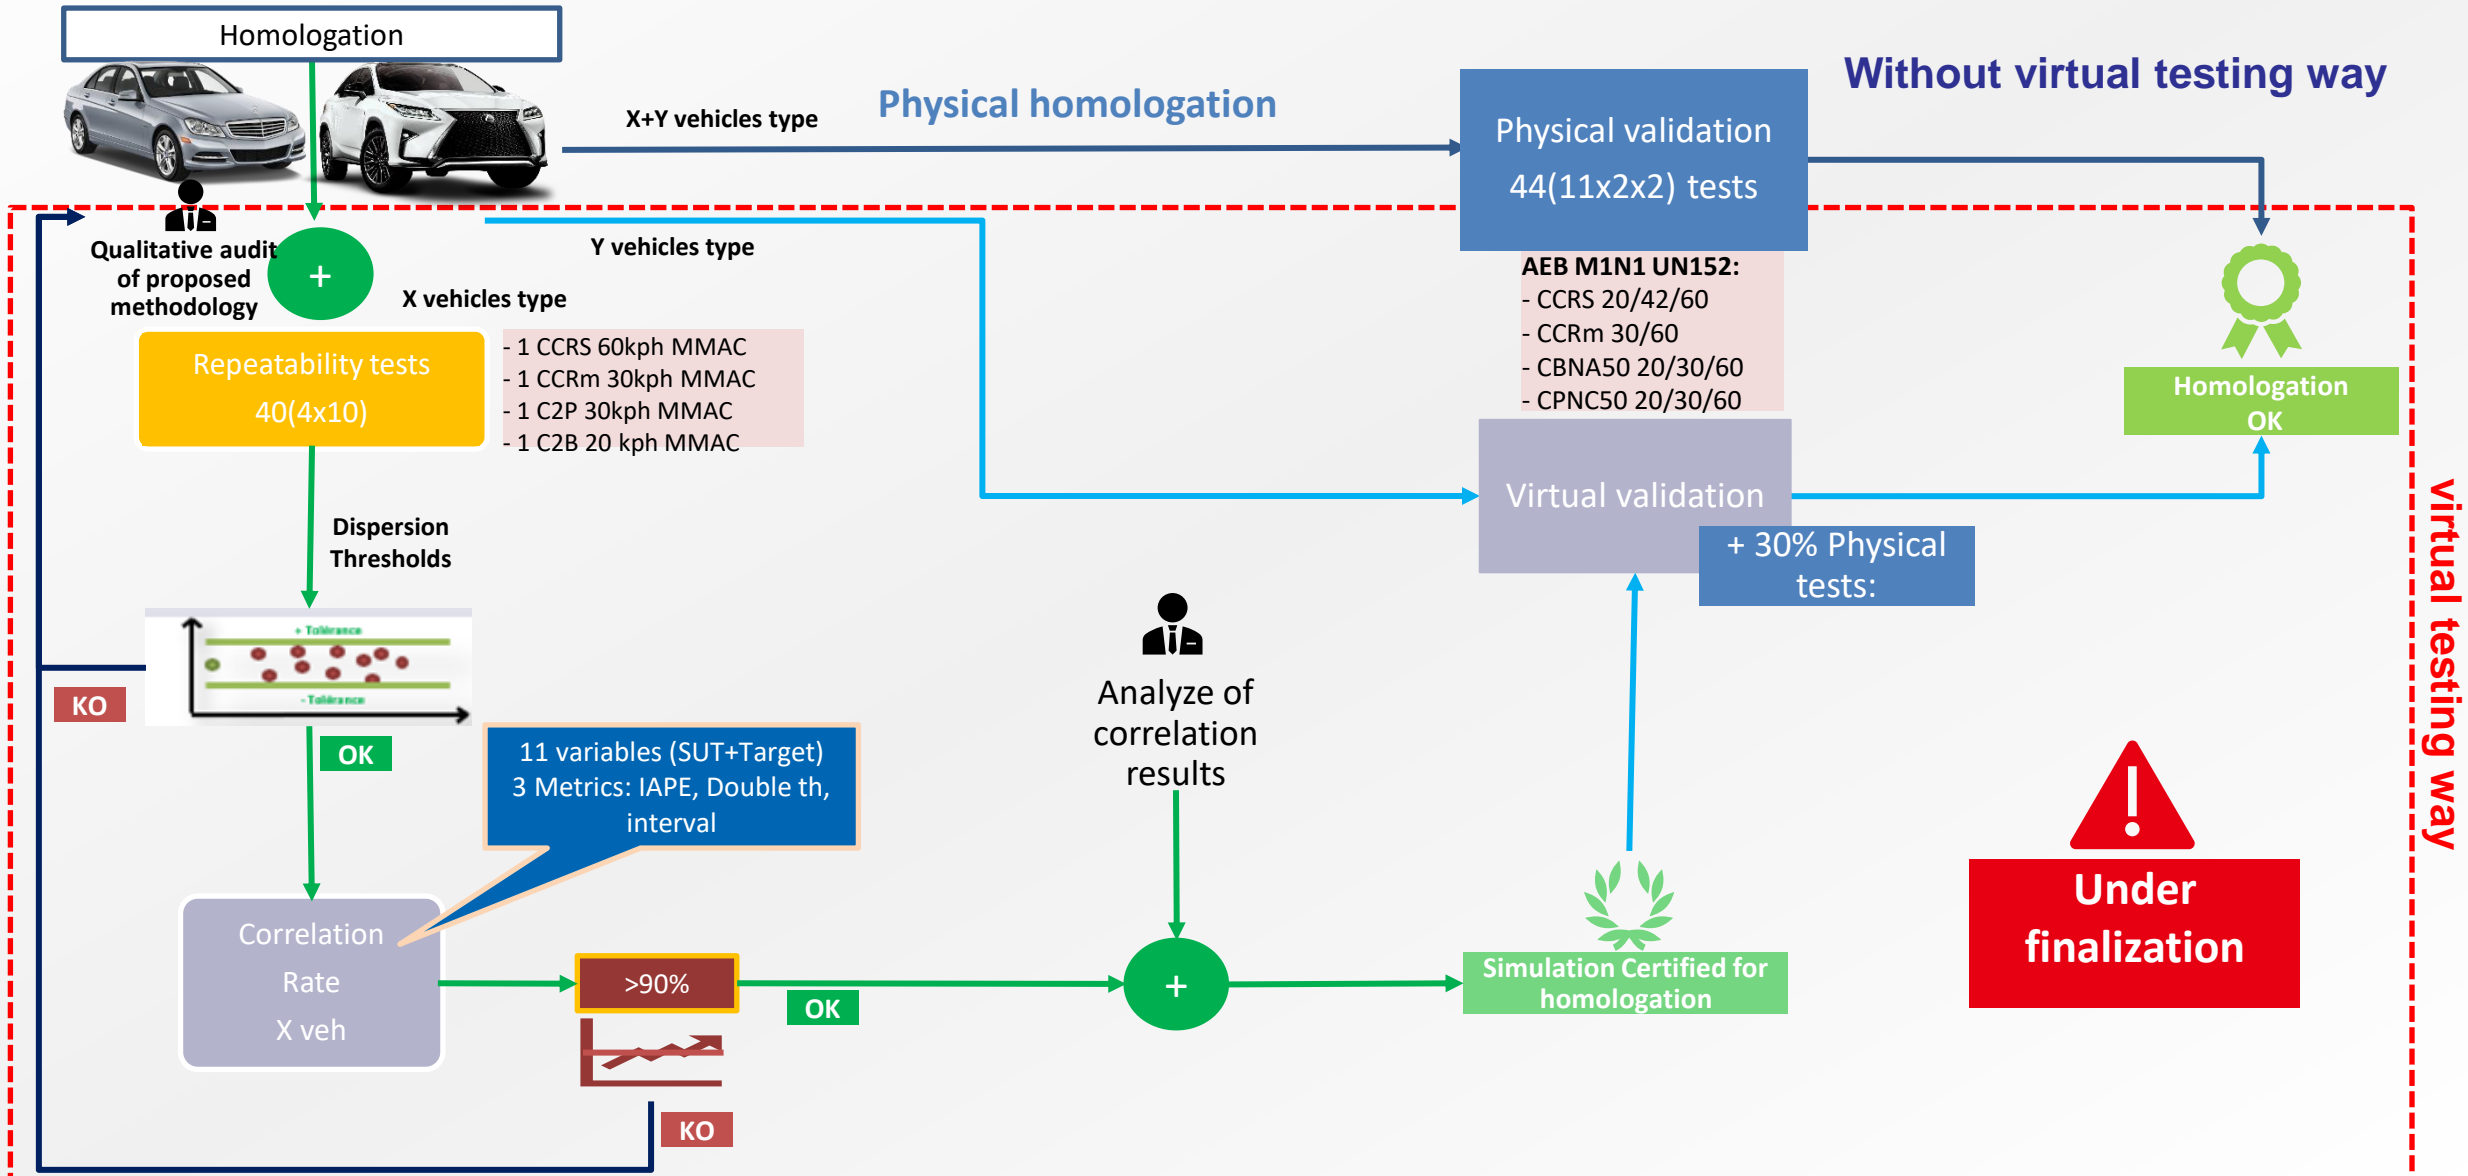 Homologation
Without virtual testing way
Physical homologation
X+Y vehicles type
Physical validation
44(11x2x2) tests
Qualitative audit
of proposed
methodology
+
Y vehicles type
X vehicles type
AEB M1N1 UN152:
- CCRS 20/42/60
- CCRm 30/60
- CBNA50 20/30/60
- CPNC50 20/30/60
Repeatability tests
40(4x10)
- 1 CCRS 60kph MMAC
- 1 CCRm 30kph MMAC
- 1 C2P 30kph MMAC
- 1 C2B 20 kph MMAC
Homologation
OK
Virtual validation
+ 30% Physical
tests:
virtual testing way
Dispersion
Thresholds
+ Tolérance
- Tolérance
KO
OK
11 variables (SUT+Target)
3 Metrics: IAPE, Double th,
interval
Analyze of
correlation
results
Correlation
Rate
X veh
>90%
OK
+
Simulation Certified for
homologation
Under
finalization
KO